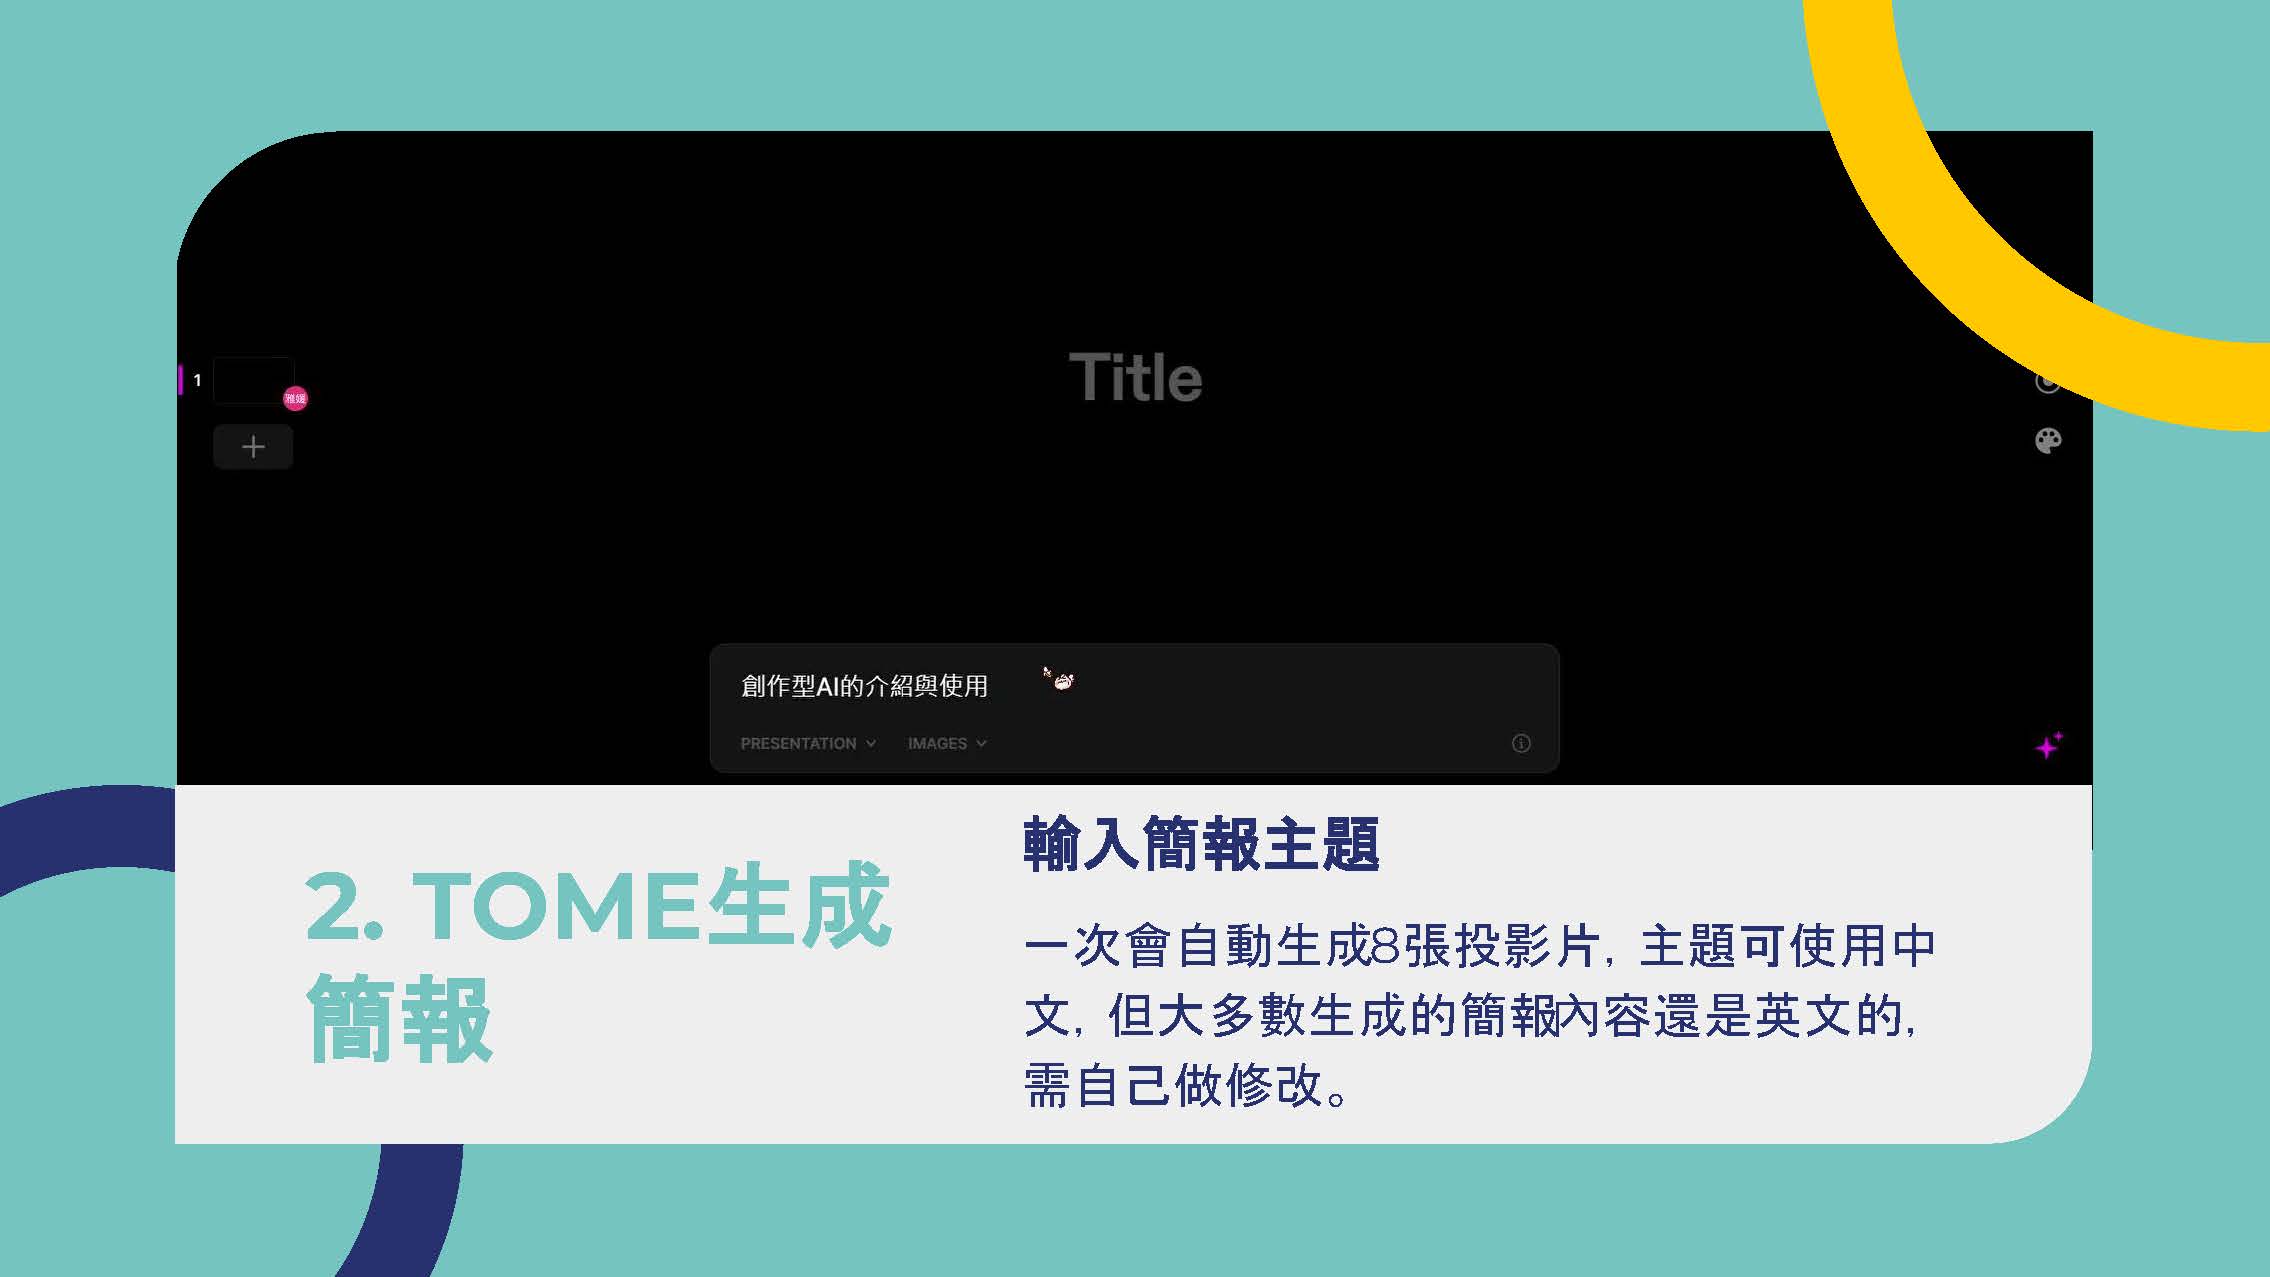 Title
1
雅媛
創作型AI的介紹與使用
PRESENTATION
IMAGES
2. TOME生成
簡報
輸入簡報主題
一次會自動生成8張投影片，主題可使用中
文，但大多數生成的簡報內容還是英文的，
需自己做修改。